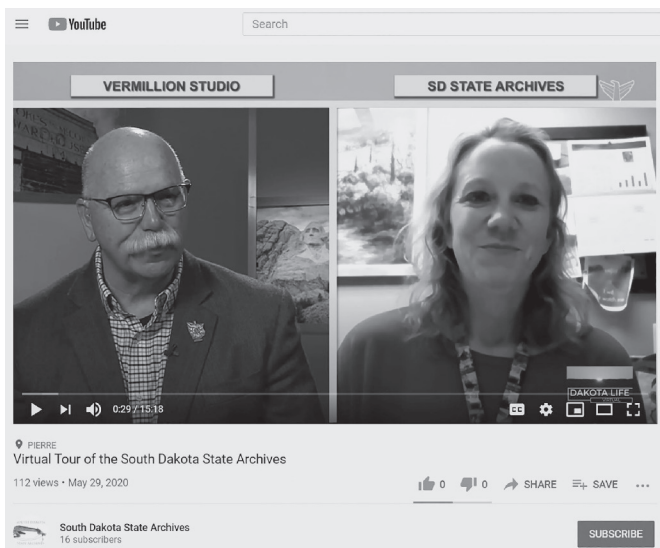 YouTube
Search
VERMILLION STUDIO
SD STATE ARCHIVES
DAKOTA LIFE
0:29 / 15:18
CC
PIERRE
Virtual Tour of the South Dakota State Archives
112 views • May 29, 2020
0 0 SHARE SAVE ...
South Dakota State Archives
16 subscribers
SUBSCRIBE